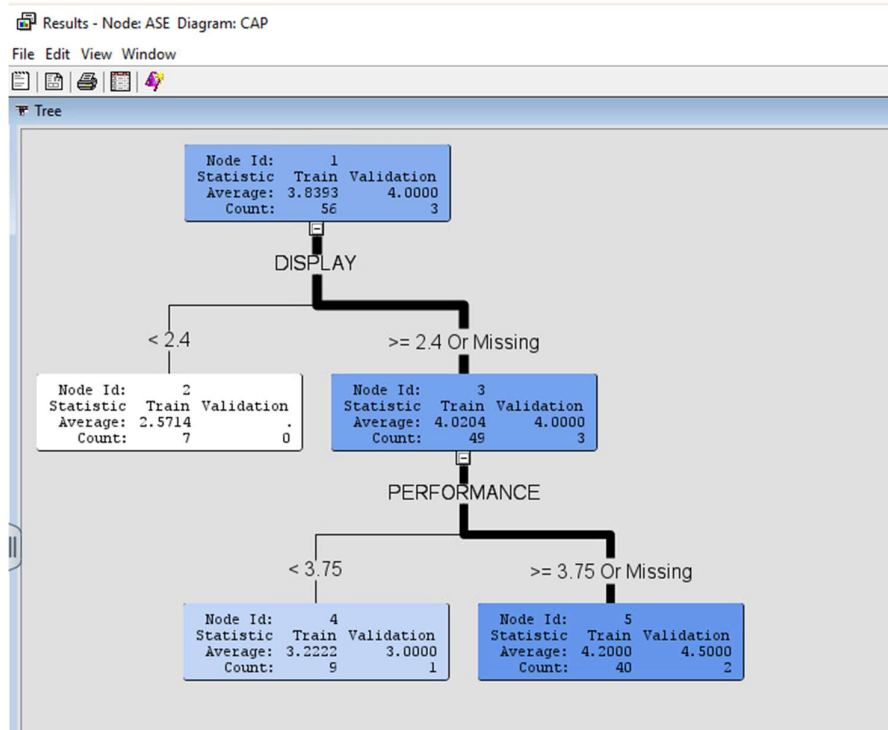 Results - Node: ASE Diagram: CAP
File Edit View Window
Tree
Node Id: 1
Statistic Train Validation
Average: 3.8393 4.0000
Count: 56 3
DISPLAY
< 2.4
>= 2.4 Or Missing
Node Id: 2
Statistic Train Validation
Average: 2.5714 .
Count: 7 0
Node Id: 3
Statistic Train Validation
Average: 4.0204 4.0000
Count: 49 3
PERFORMANCE
< 3.75
>= 3.75 Or Missing
Node Id: 4
Statistic Train Validation
Average: 3.2222 3.0000
Count: 9 1
Node Id: 5
Statistic Train Validation
Average: 4.2000 4.5000
Count: 40 2